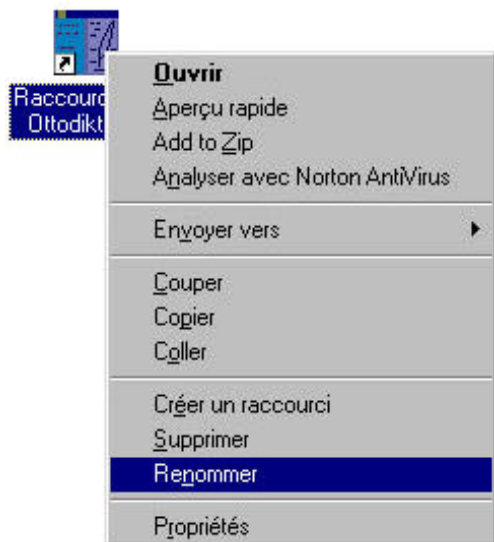 Raccourc
Ottodikt
Ouvrir
Aperçu rapide
Add to Zip
Analyser avec Norton AntiVirus
Envoyer vers
Couper
Copier
Coller
Créer un raccourci
Supprimer
Renommer
Propriétés